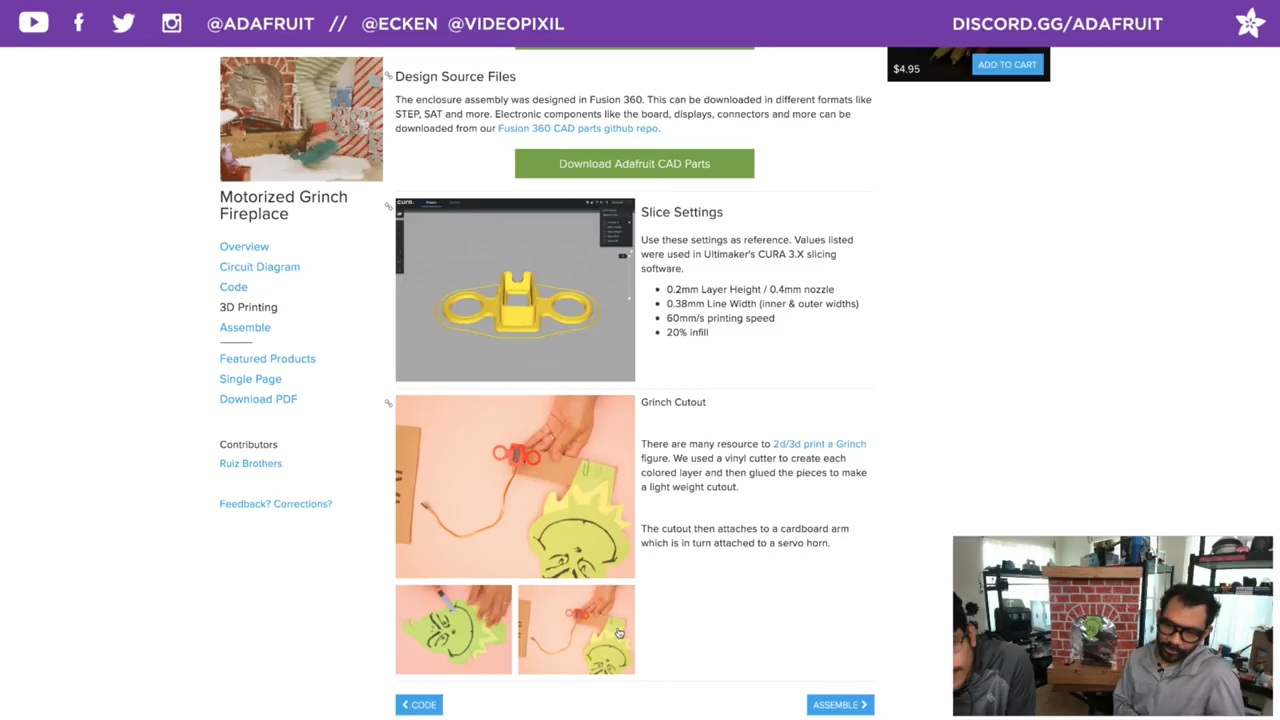 @ADAFRUIT // @ECKEN @VIDEOPIXIL
DISCORD.GG/ADAFRUIT
$4.95
ADD TO CART
Design Source Files
The enclosure assembly was designed in Fusion 360. This can be downloaded in different formats like
STEP, SAT and more. Electronic components like the board, displays, connectors and more can be
downloaded from our Fusion 360 CAD parts github repo.
Download Adafruit CAD Parts
Motorized Grinch
Fireplace
Overview
Circuit Diagram
Code
3D Printing
Assemble
Featured Products
Single Page
Download PDF
Contributors
Ruiz Brothers
Feedback? Corrections?
cura.
Slice Settings
Use these settings as reference. Values listed
were used in Ultimaker's CURA 3.X slicing
software.
0.2mm Layer Height / 0.4mm nozzle
0.38mm Line Width (inner & outer widths)
60mm/s printing speed
20% infill
Grinch Cutout
There are many resource to 2d/3d print a Grinch
figure. We used a vinyl cutter to create each
colored layer and then glued the pieces to make
a light weight cutout.
The cutout then attaches to a cardboard arm
which is in turn attached to a servo horn.
CODE
ASSEMBLE